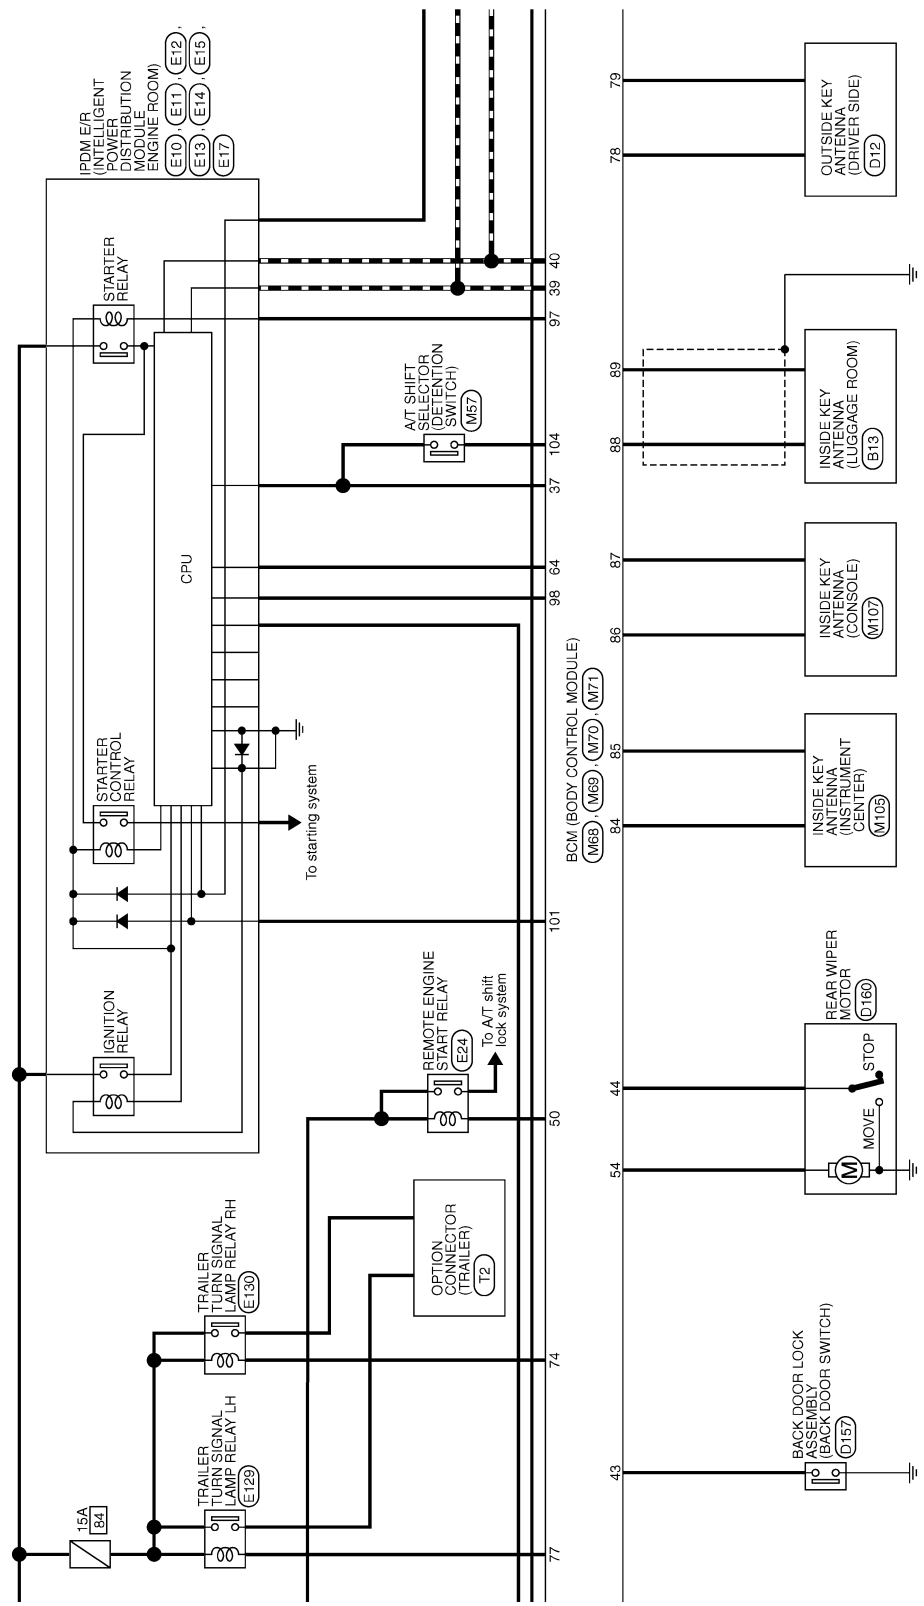 IPDM E/R
(INTELLIGENT
POWER
DISTRIBUTION
MODULE
ENGINE ROOM)
E10 , E11 , E12 ,
E13 , E14 , E15 ,
E17
STARTER
RELAY
CPU
STARTER
CONTROL
RELAY
IGNITION
RELAY
To starting system
A/T SHIFT
SELECTOR
(DETENTION
SWITCH)
M57
REMOTE ENGINE
START RELAY
E24
To A/T shift
lock system
OPTION
CONNECTOR
(TRAILER)
T2
TRAILER
TURN SIGNAL
LAMP RELAY RH
E130
TRAILER
TURN SIGNAL
LAMP RELAY LH
E129
15A
84
40
39
97
104
37
64
98
101
50
74
77
BCM (BODY CONTROL MODULE)
M68 , M69 , M70 , M71
79
78
89
88
87
86
85
84
44
54
43
OUTSIDE KEY
ANTENNA
(DRIVER SIDE)
D12
INSIDE KEY
ANTENNA
(LUGGAGE ROOM)
B13
INSIDE KEY
ANTENNA
(CONSOLE)
M107
INSIDE KEY
ANTENNA
(INSTRUMENT
CENTER)
M105
REAR WIPER
MOTOR
D160
STOP
MOVE
M
BACK DOOR LOCK
ASSEMBLY
(BACK DOOR SWITCH)
D157